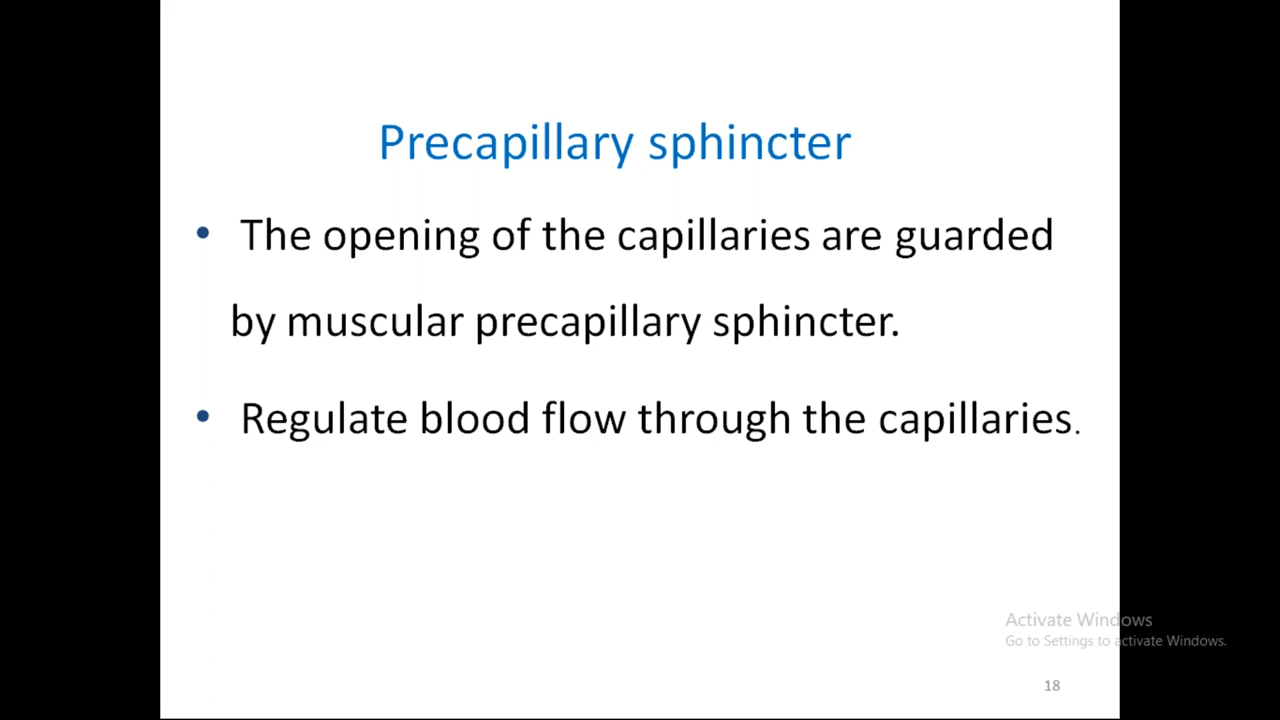 Precapillary sphincter
• The opening of the capillaries are guarded
by muscular precapillary sphincter.
• Regulate blood flow through the capillaries.
Activate Windows
Go to Settings to activate Windows.
18